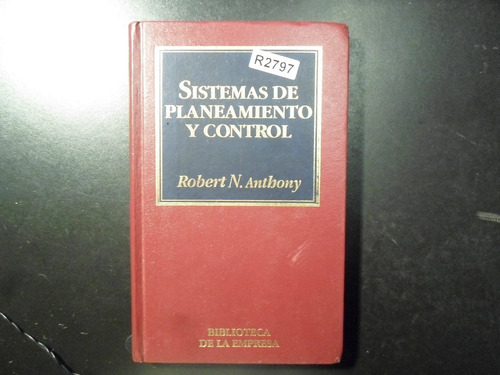 R2797
SISTEMAS DE
PLANEAMIENTO
Y CONTROL
Robert N. Anthony
BIBLIOTECA
DE LA EMPRESA